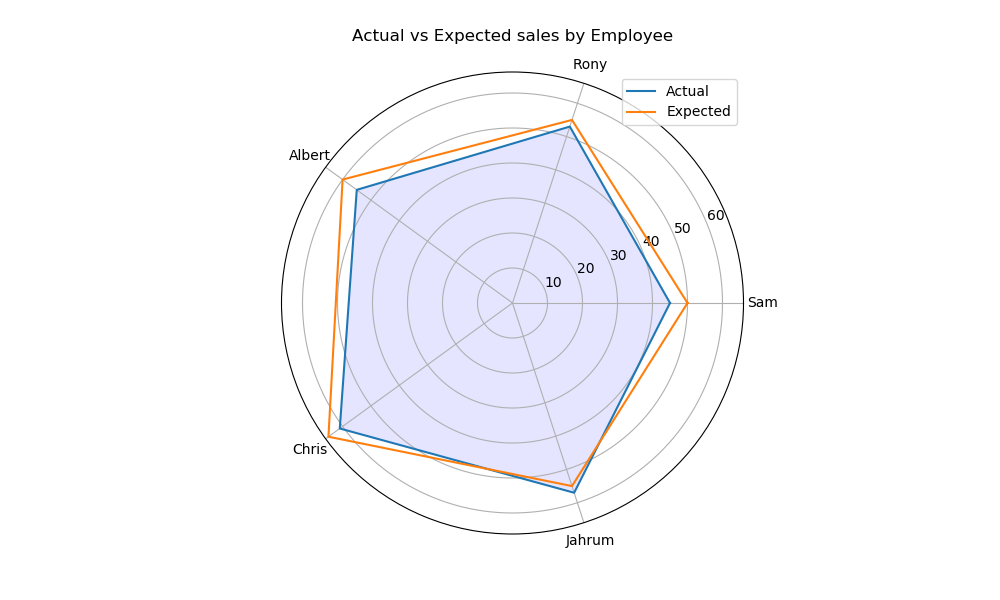 Actual vs Expected sales by Employee
Rony
Actual
Expected
Albert
60
50
40
30
20
10
Sam
Chris
Jahrum